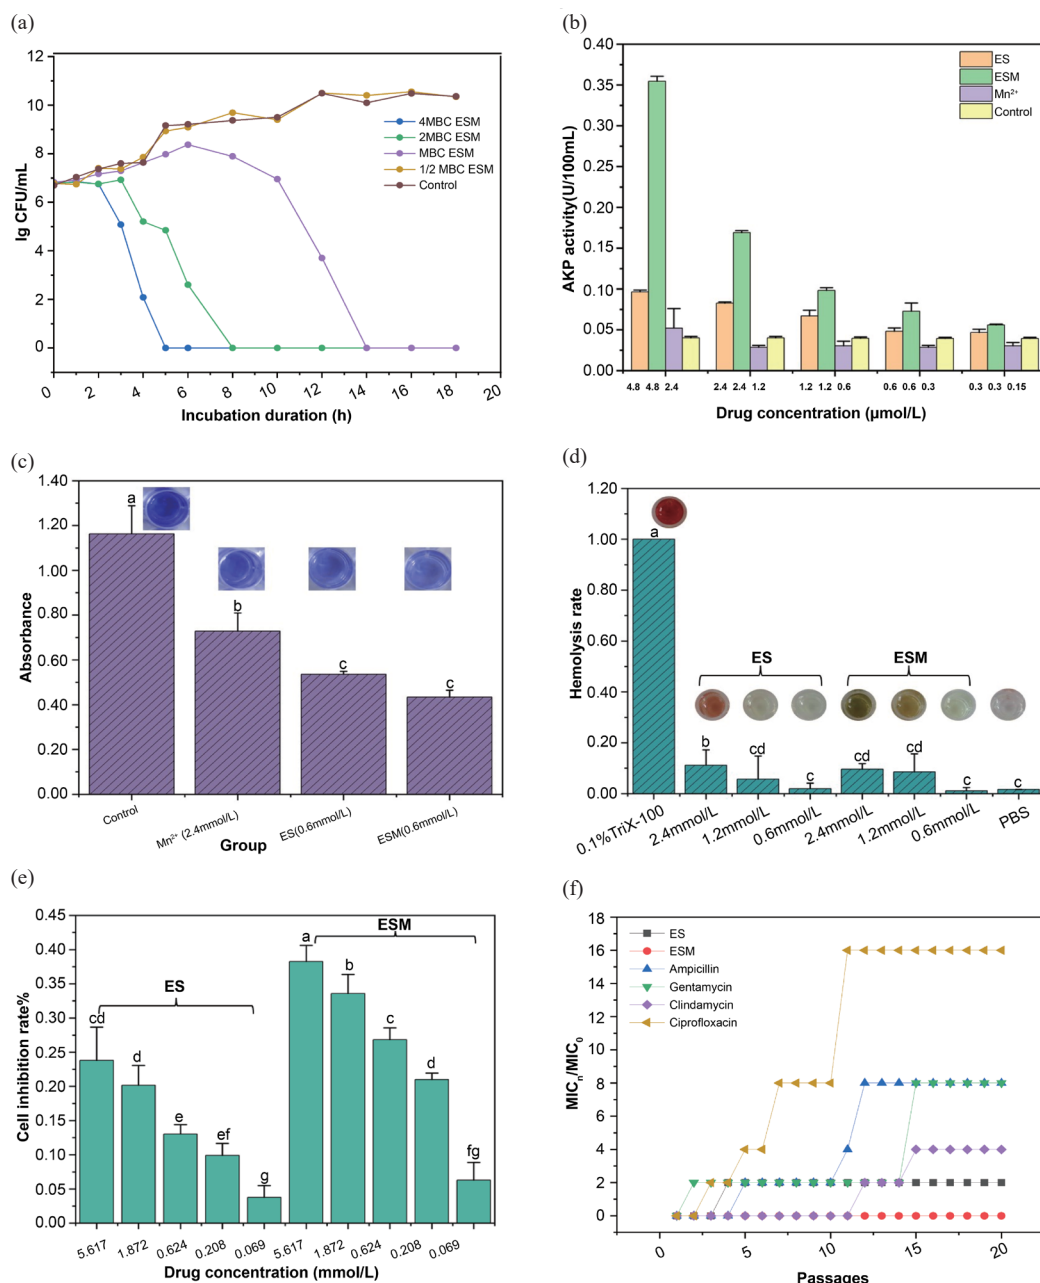 (a)
12
10
8
6
4
2
0
lg CFU/mL
4MBC ESM
2MBC ESM
MBC ESM
1/2 MBC ESM
Control
0 2 4 6 8 10 12 14 16 18 20
Incubation duration (h)
(b)
0.40
0.35
0.30
0.25
0.20
0.15
0.10
0.05
0.00
AKP activity(U/100mL)
ES
ESM
Mn²⁺
Control
4.8 4.8 2.4 2.4 2.4 1.2 1.2 1.2 0.6 0.6 0.6 0.3 0.3 0.3 0.15
Drug concentration (μmol/L)
(c)
1.40
1.20
1.00
0.80
0.60
0.40
0.20
0.00
Absorbance
a
b
c
c
Control
Mn²⁺ (2.4mmol/L)
ES(0.6mmol/L)
ESM(0.6mmol/L)
Group
(d)
1.20
1.00
0.80
0.60
0.40
0.20
0.00
Hemolysis rate
a
ES
ESM
b
cd
c
cd
cd
c
c
0.1%TriX-100
2.4mmol/L
1.2mmol/L
0.6mmol/L
2.4mmol/L
1.2mmol/L
0.6mmol/L
PBS
(e)
0.45
0.40
0.35
0.30
0.25
0.20
0.15
0.10
0.05
0.00
Cell inhibition rate%
ES
ESM
cd
d
e
ef
g
a
b
c
d
fg
5.617 1.872 0.624 0.208 0.069 5.617 1.872 0.624 0.208 0.069
Drug concentration (mmol/L)
(f)
18
16
14
12
10
8
6
4
2
0
MICₙ/MIC₀
ES
ESM
Ampicillin
Gentamycin
Clindamycin
Ciprofloxacin
0 5 10 15 20
Passages